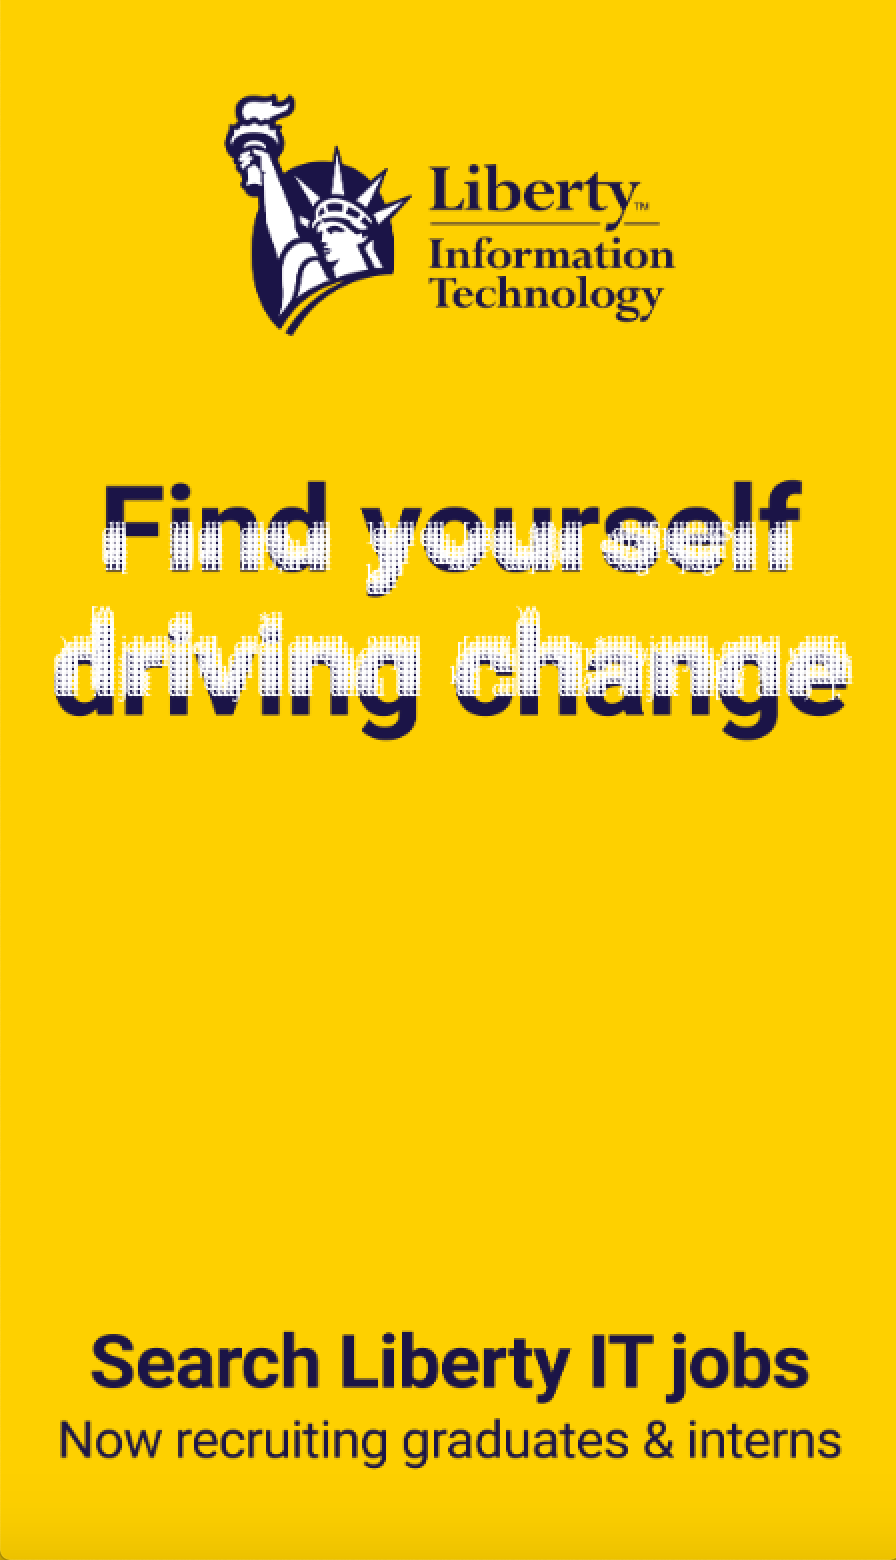 Liberty™
Information
Technology
Find yourself
driving change
Search Liberty IT jobs
Now recruiting graduates & interns